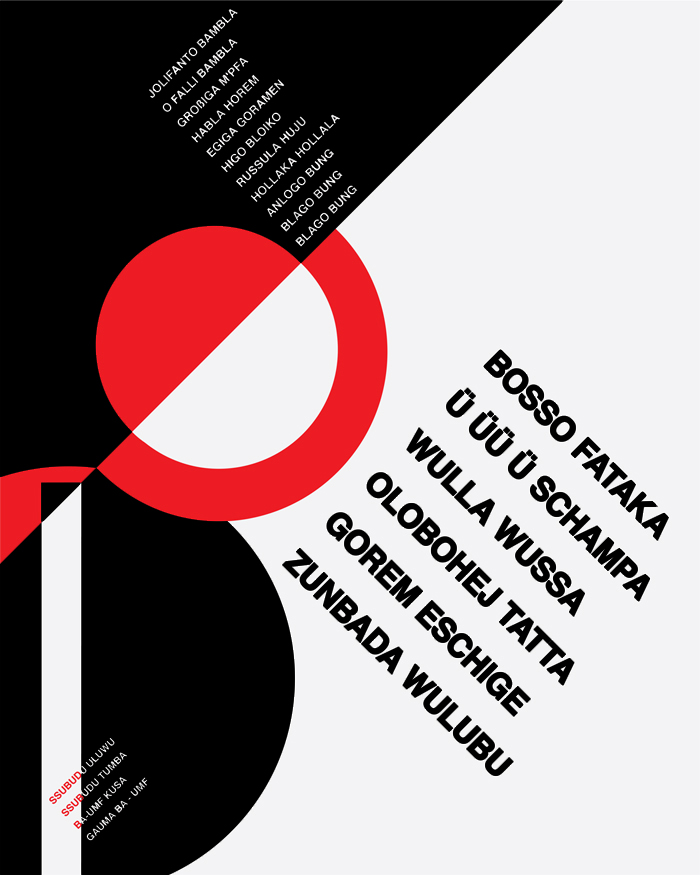 JOLIFANTO BAMBLA
O FALLI BAMBLA
GROßIGA M'PFA
HABLA HOREM
EGIGA GORAMEN
HIGO BLOIKO
RUSSULA HUJU
HOLLAKA HOLLALA
ANLOGO BUNG
BLAGO BUNG
BLAGO BUNG
BOSSO FATAKA
Ü ÜÜ Ü SCHAMPA
WULLA WUSSA
OLOBOHEJ TATTA
GOREM ESCHIGE
ZUNBADA WULUBU
SSUBUDU ULUWU
SSUBUDU TUMBA
BA-UMF KUSA
GAUMA BA - UMF